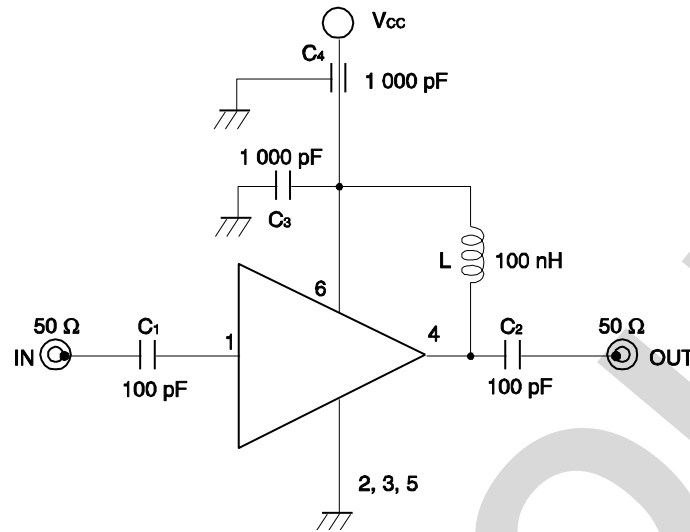 Vcc
C4
1 000 pF
1 000 pF
C3
6
L
100 nH
50 Ω
C1
1
4
C2
50 Ω
IN
OUT
100 pF
100 pF
2, 3, 5